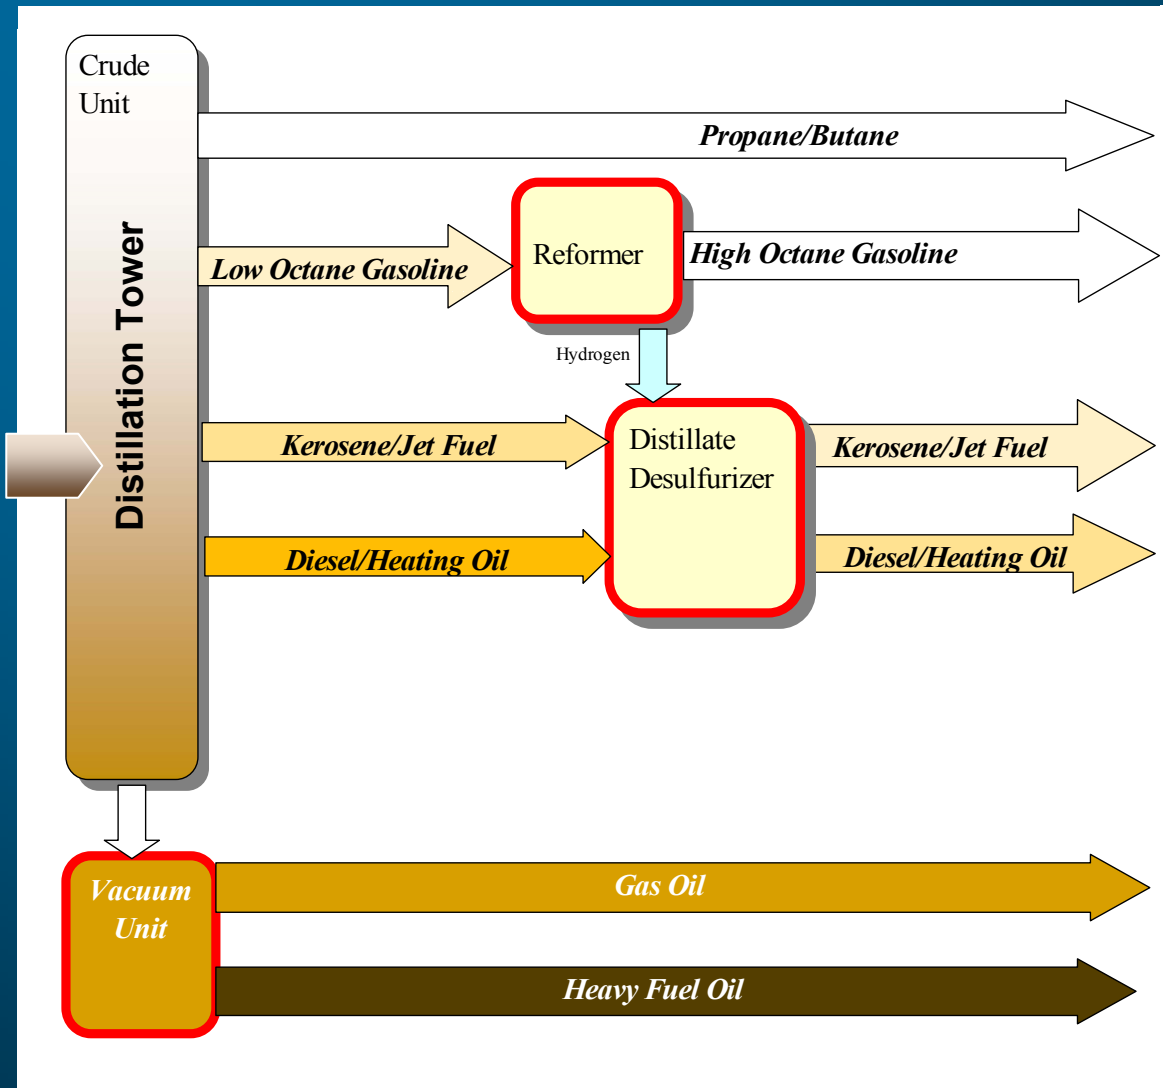 Crude
Unit
Distillation Tower
Propane/Butane
Low Octane Gasoline
Reformer
High Octane Gasoline
Hydrogen
Kerosene/Jet Fuel
Distillate
Desulfurizer
Kerosene/Jet Fuel
Diesel/Heating Oil
Diesel/Heating Oil
Vacuum
Unit
Gas Oil
Heavy Fuel Oil